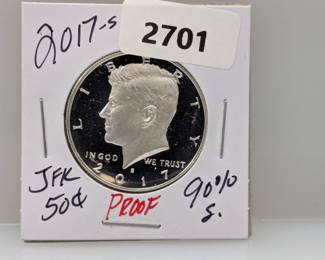 2017-s
2701
LIBERTY
IN GOD WE TRUST
S
2017
JFK
50¢
PROOF
90%
S.